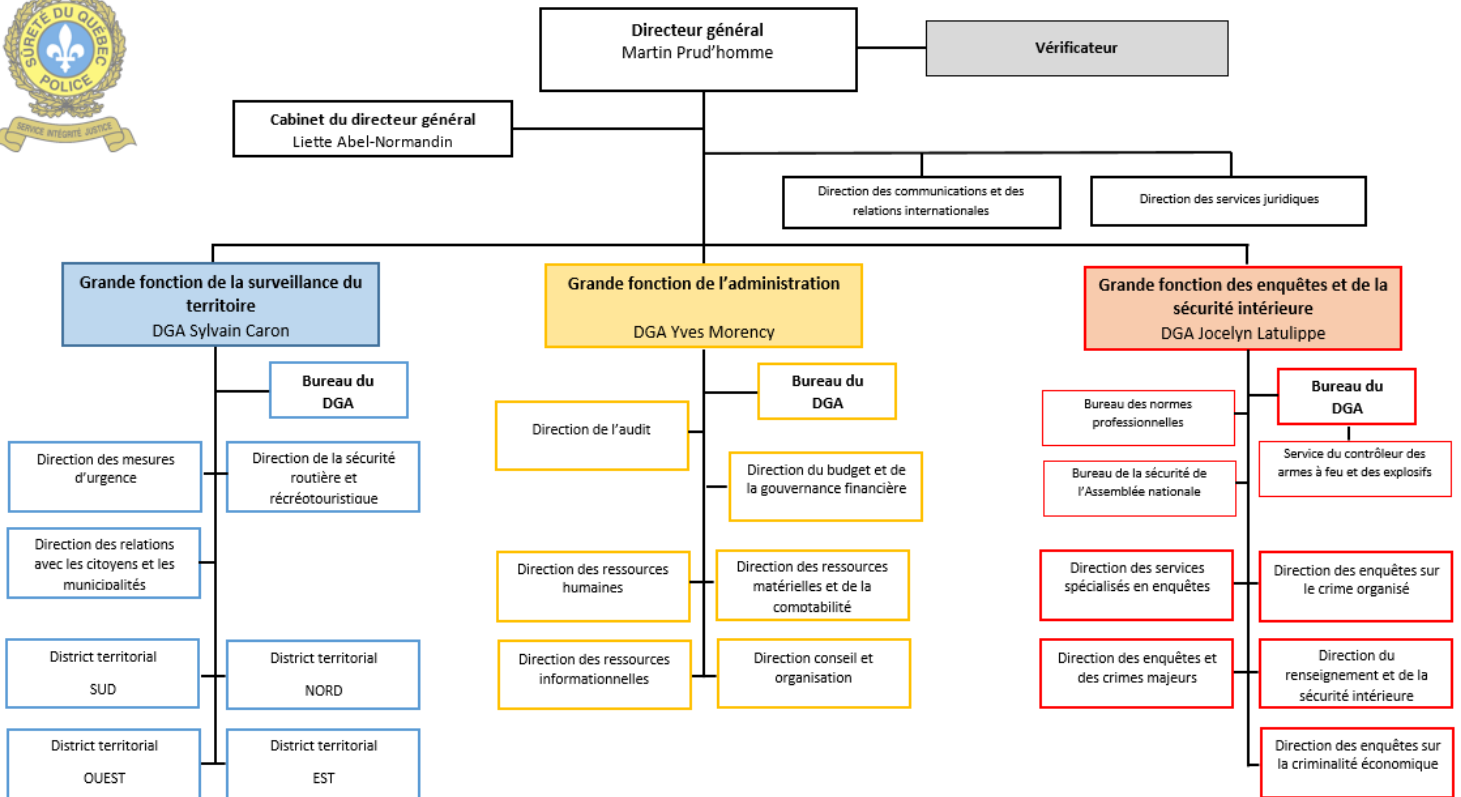 SÛRETÉ DU QUÉBEC
POLICE
SERVICE INTÉGRITÉ JUSTICE
Directeur général
Martin Prud’homme
Vérificateur
Cabinet du directeur général
Liette Abel-Normandin
Direction des communications et des
relations internationales
Direction des services juridiques
Grande fonction de la surveillance du
territoire
DGA Sylvain Caron
Grande fonction de l’administration
DGA Yves Morency
Grande fonction des enquêtes et de la
sécurité intérieure
DGA Jocelyn Latulippe
Bureau du
DGA
Direction des mesures
d’urgence
Direction de la sécurité
routière et
récréotouristique
Direction des relations
avec les citoyens et les
municipalités
District territorial
SUD
District territorial
NORD
District territorial
OUEST
District territorial
EST
Bureau du
DGA
Direction de l’audit
Direction du budget et de
la gouvernance financière
Direction des ressources
humaines
Direction des ressources
matérielles et de la
comptabilité
Direction des ressources
informationnelles
Direction conseil et
organisation
Bureau des normes
professionnelles
Bureau du
DGA
Bureau de la sécurité de
l’Assemblée nationale
Service du contrôleur des
armes à feu et des explosifs
Direction des services
spécialisés en enquêtes
Direction des enquêtes sur
le crime organisé
Direction des enquêtes et
des crimes majeurs
Direction du
renseignement et de la
sécurité intérieure
Direction des enquêtes sur
la criminalité économique